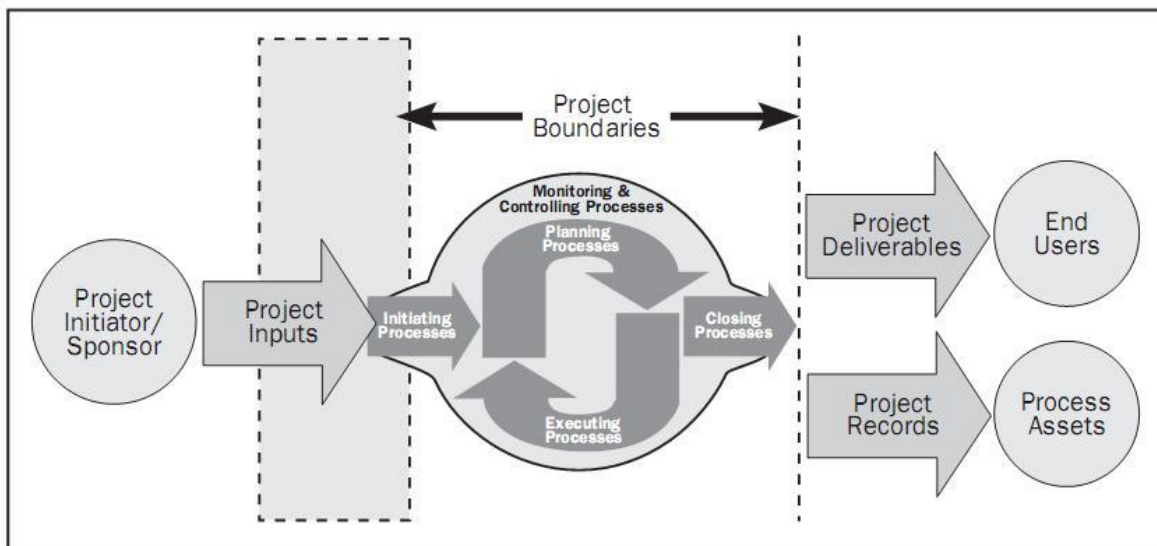 Project
Boundaries
Monitoring &
Controlling Processes
Planning
Processes
Project
Initiator/
Sponsor
Project
Inputs
Initiating
Processes
Closing
Processes
Executing
Processes
Project
Deliverables
End
Users
Project
Records
Process
Assets